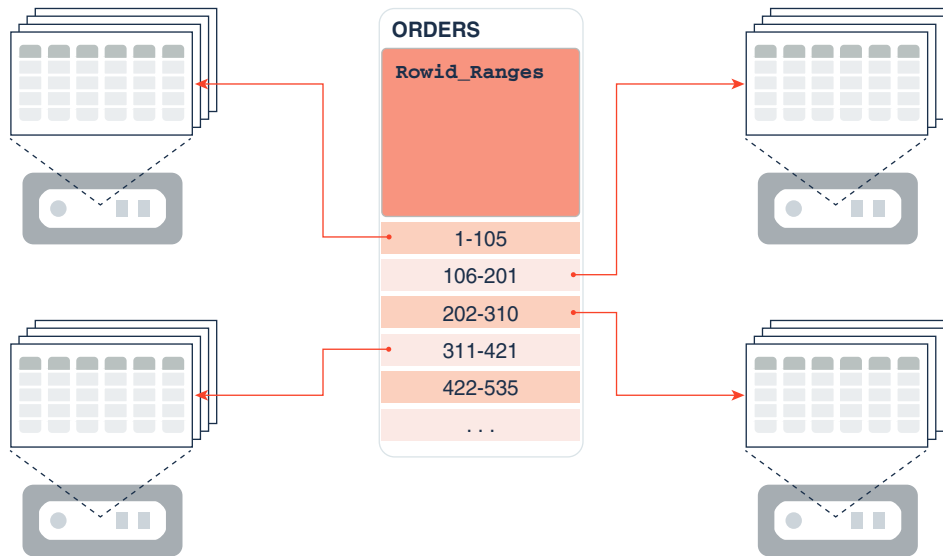 ORDERS
Rowid_Ranges
1-105
106-201
202-310
311-421
422-535
. . .